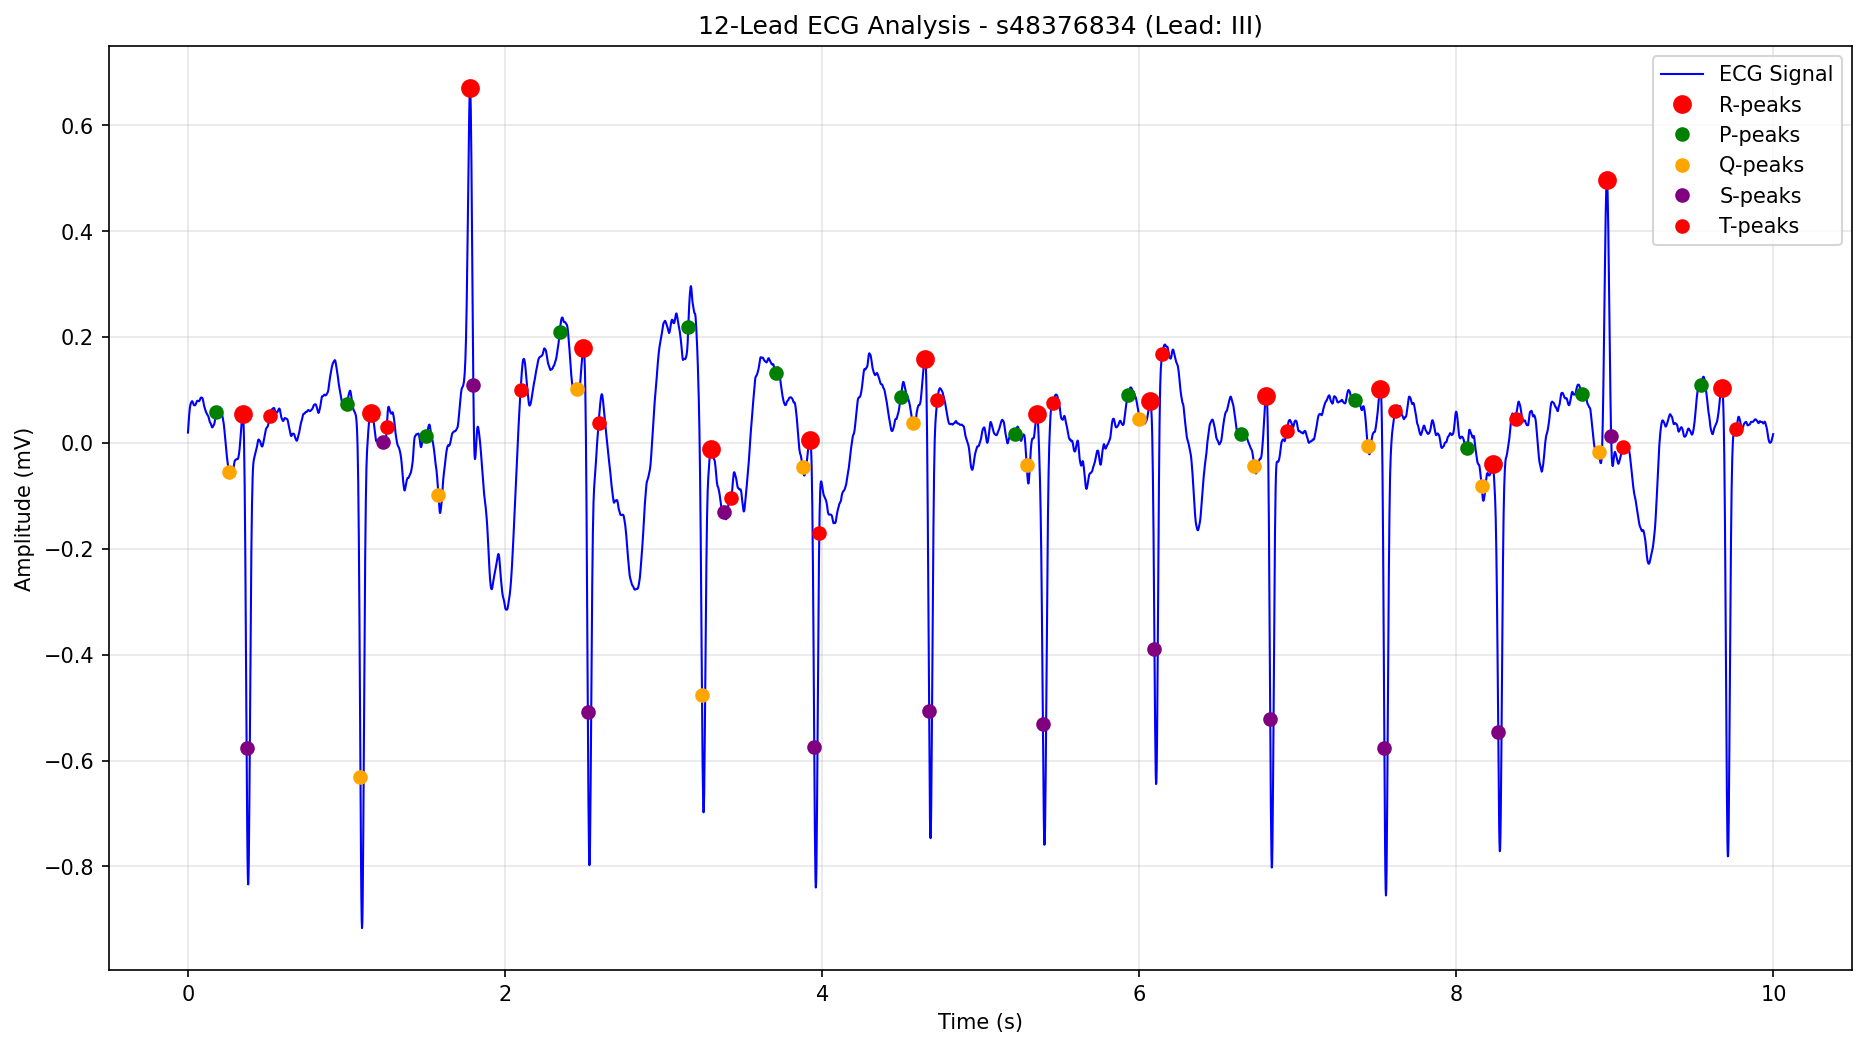 12-Lead ECG Analysis - s48376834 (Lead: III)
ECG Signal
R-peaks
P-peaks
Q-peaks
S-peaks
T-peaks
Amplitude (mV)
0.6
0.4
0.2
0.0
−0.2
−0.4
−0.6
−0.8
0
2
4
6
8
10
Time (s)